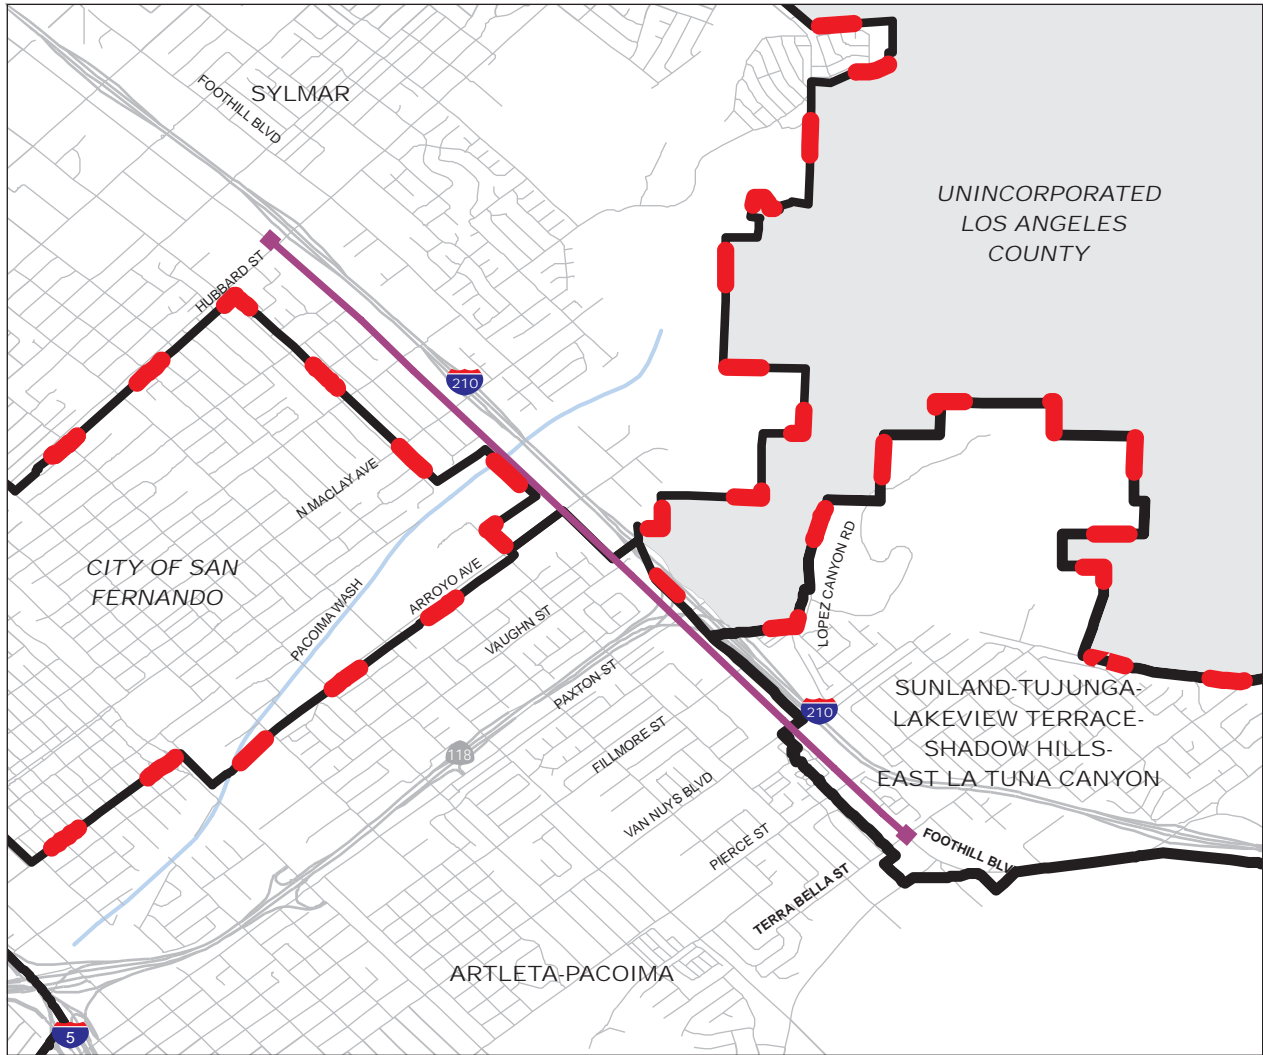 SYLMAR
FOOTHILL BLVD
UNINCORPORATED
LOS ANGELES
COUNTY
HUBBARD ST
210
N MACLAY AVE
CITY OF SAN
FERNANDO
PACOIMA WASH
ARROYO AVE
VAUGHN ST
LOPEZ CANYON RD
PAXTON ST
SUNLAND-TUJUNGA-
LAKEVIEW TERRACE-
SHADOW HILLS-
EAST LA TUNA CANYON
210
118
FILLMORE ST
VAN NUYS BLVD
PIERCE ST
FOOTHILL BLV
TERRA BELLA ST
ARTLETA-PACOIMA
5